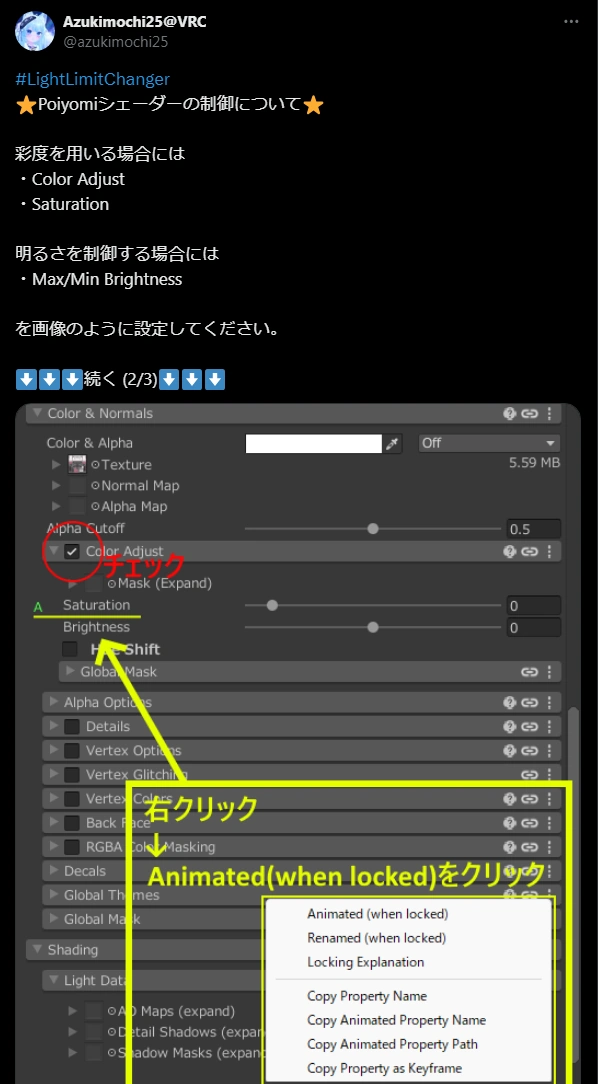 Azukimochi25@VRC
@azukimochi25
#LightLimitChanger
⭐Poiyomiシェーダーの制御について⭐
彩度を用いる場合には
・Color Adjust
・Saturation
明るさを制御する場合には
・Max/Min Brightness
を画像のように設定してください。
⬇️⬇️⬇️続く (2/3)⬇️⬇️⬇️
Color & Normals
Color & Alpha Off
Texture 5.59 MB
Normal Map
Alpha Map
Alpha Cutoff 0.5
Color Adjust
チェック
Mask (Expand)
A Saturation 0
Brightness 0
Hue Shift
Global Mask
Alpha Options
Details
Vertex Options
Vertex Glitching
Vertex Colors
右クリック
Back Face
↓
RGBA Color Masking
Decals
Animated(when locked)をクリック
Global Themes
Global Mask
Animated (when locked)
Renamed (when locked)
Shading
Locking Explanation
Light Data
Copy Property Name
AO Maps (expand)
Copy Animated Property Name
Detail Shadows (expan
Copy Animated Property Path
Shadow Masks (expand
Copy Property as Keyframe